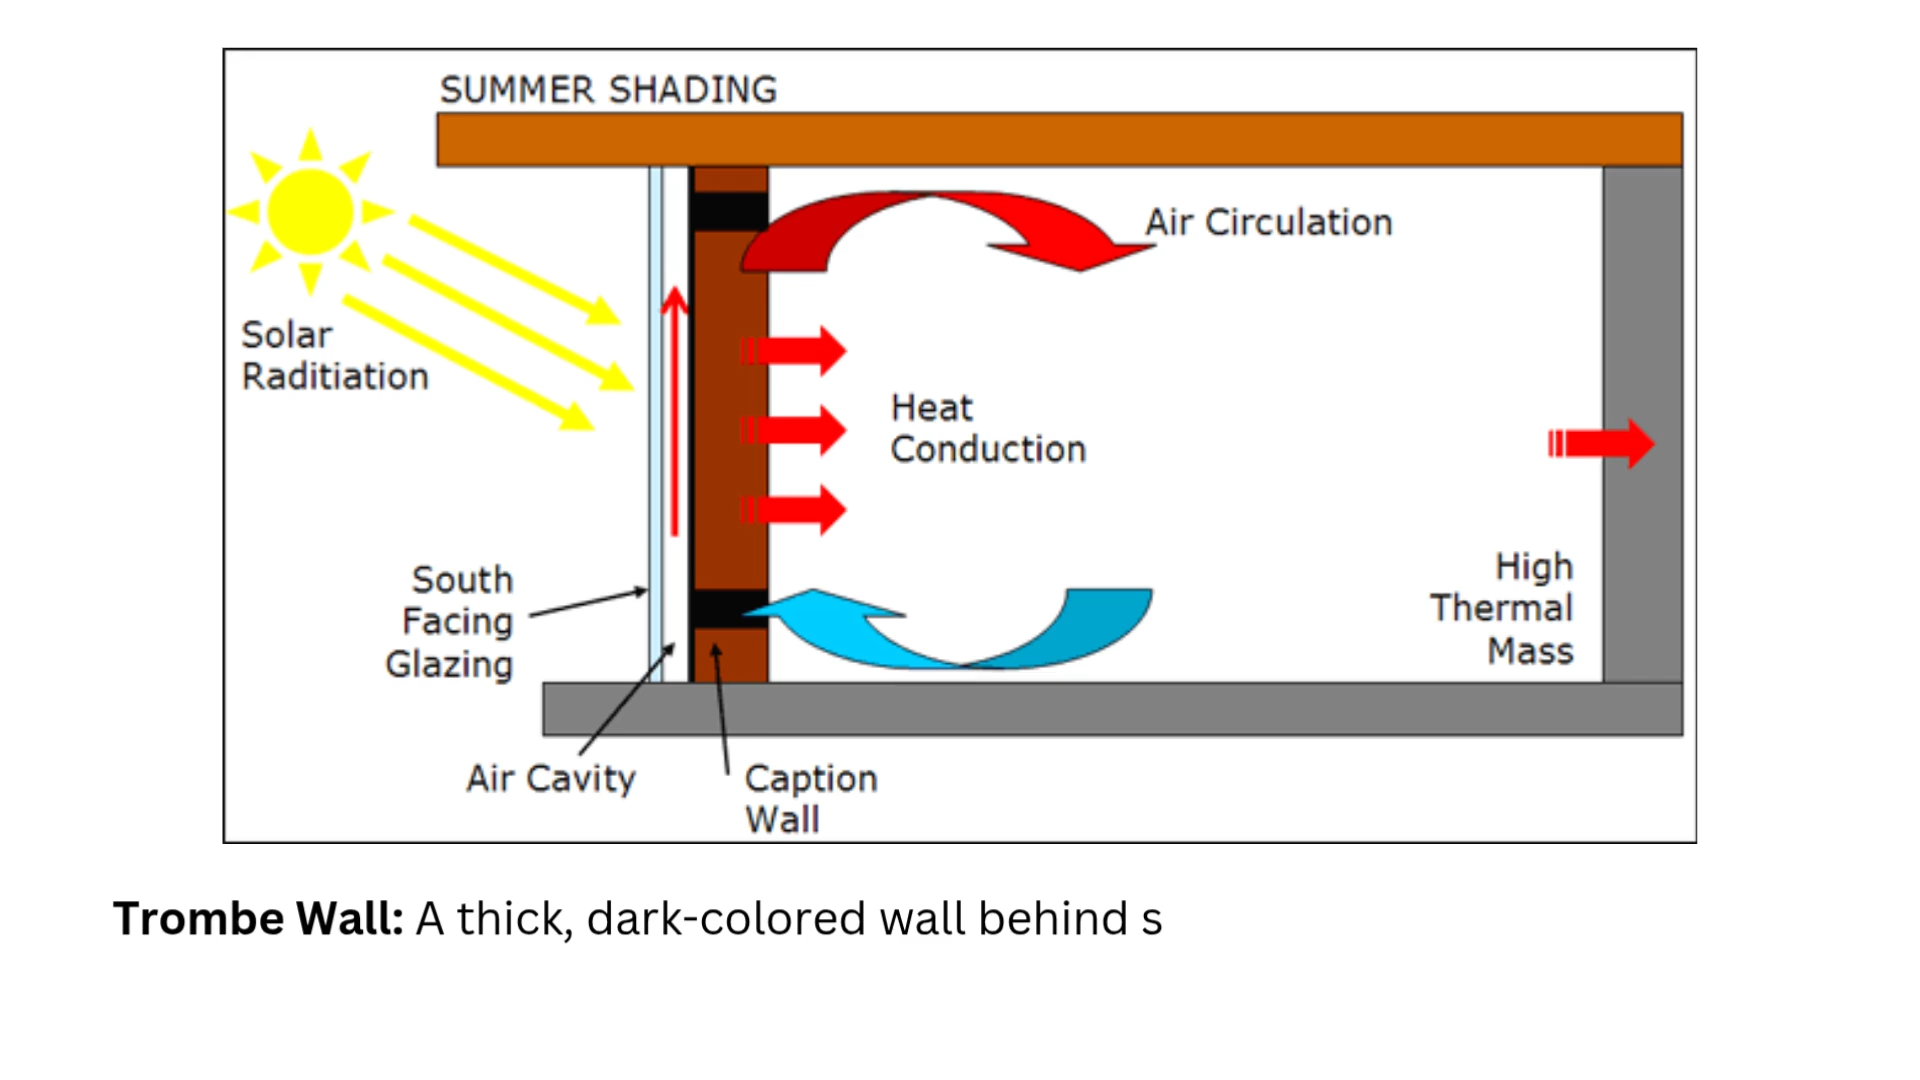 SUMMER SHADING
Air Circulation
Solar
Raditiation
Heat
Conduction
South
Facing
Glazing
High
Thermal
Mass
Air Cavity
Caption
Wall
Trombe Wall: A thick, dark-colored wall behind s